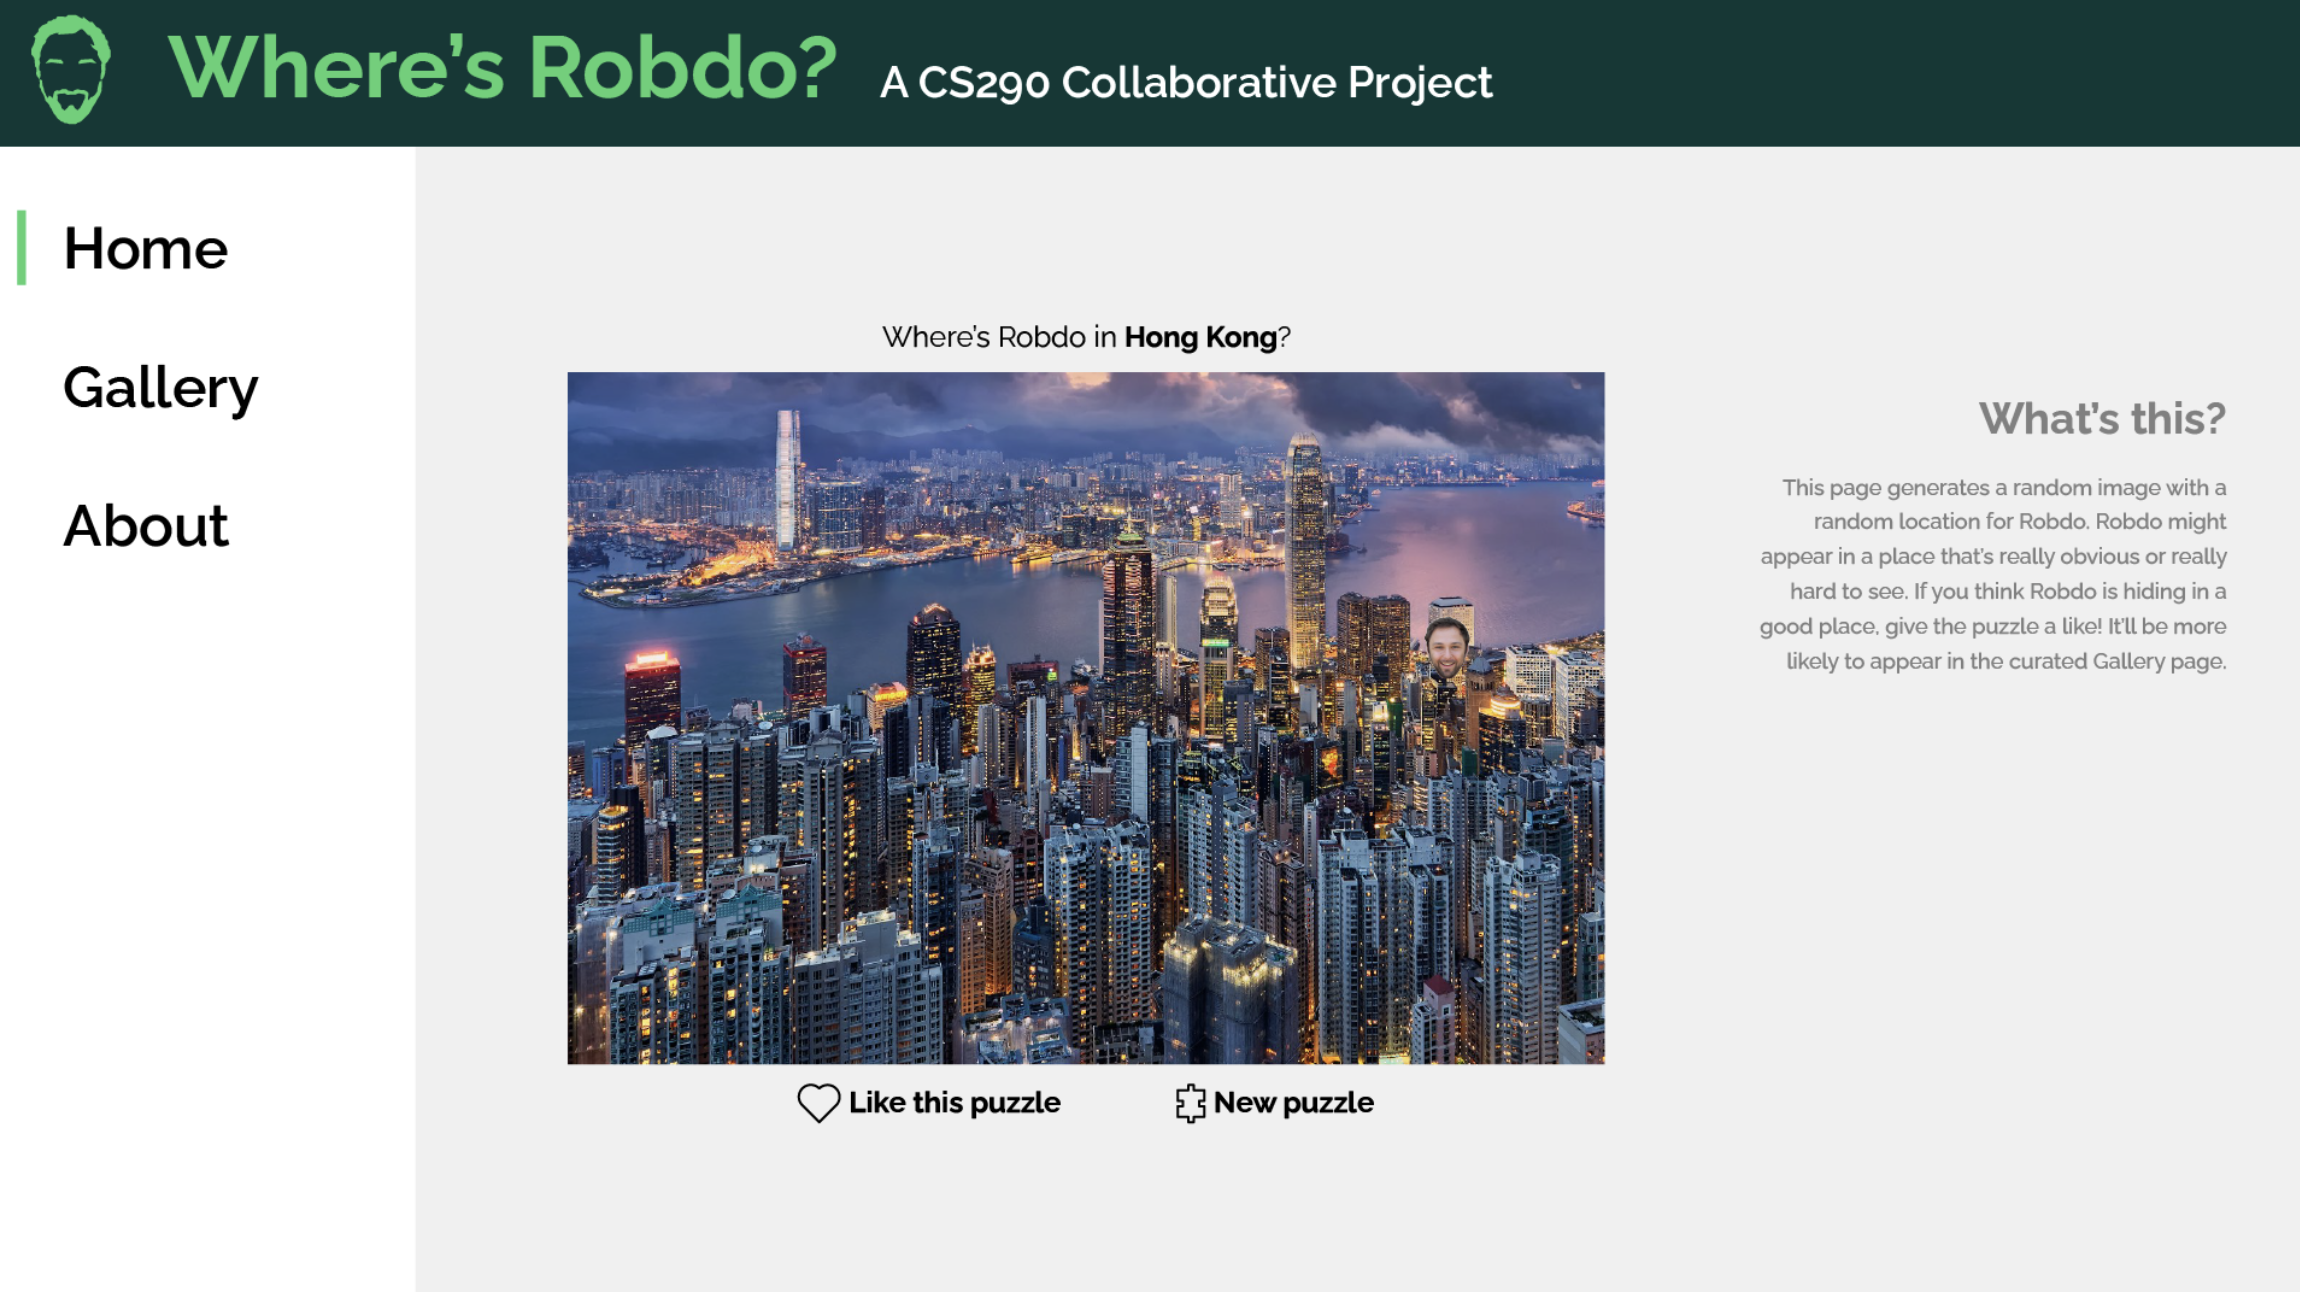 Where's Robdo? A CS290 Collaborative Project
Home
Gallery
About
Where's Robdo in Hong Kong?
What's this?
This page generates a random image with a
random location for Robdo. Robdo might
appear in a place that's really obvious or really
hard to see. If you think Robdo is hiding in a
good place, give the puzzle a like! It'll be more
likely to appear in the curated Gallery page.
Like this puzzle
New puzzle